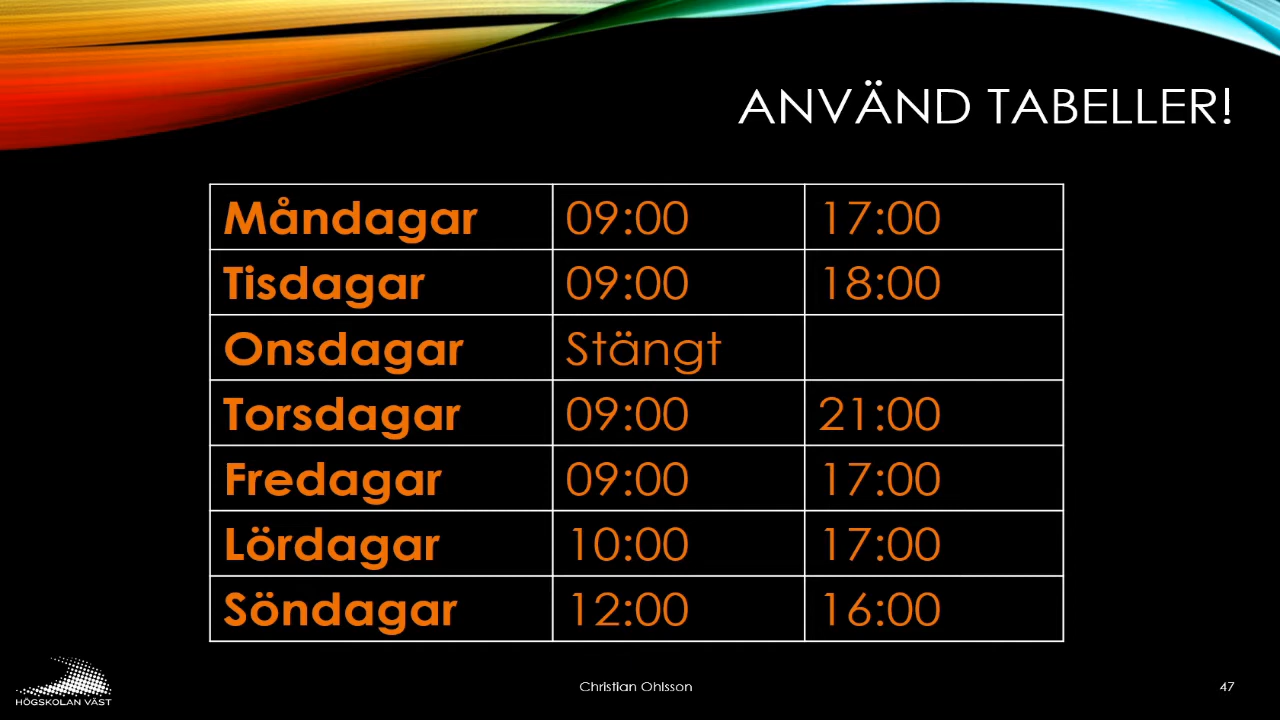 ANVÄND TABELLER!
Måndagar 09:00 17:00
Tisdagar 09:00 18:00
Onsdagar Stängt
Torsdagar 09:00 21:00
Fredagar 09:00 17:00
Lördagar 10:00 17:00
Söndagar 12:00 16:00
HÖGSKOLAN VÄST
Christian Ohlsson
47